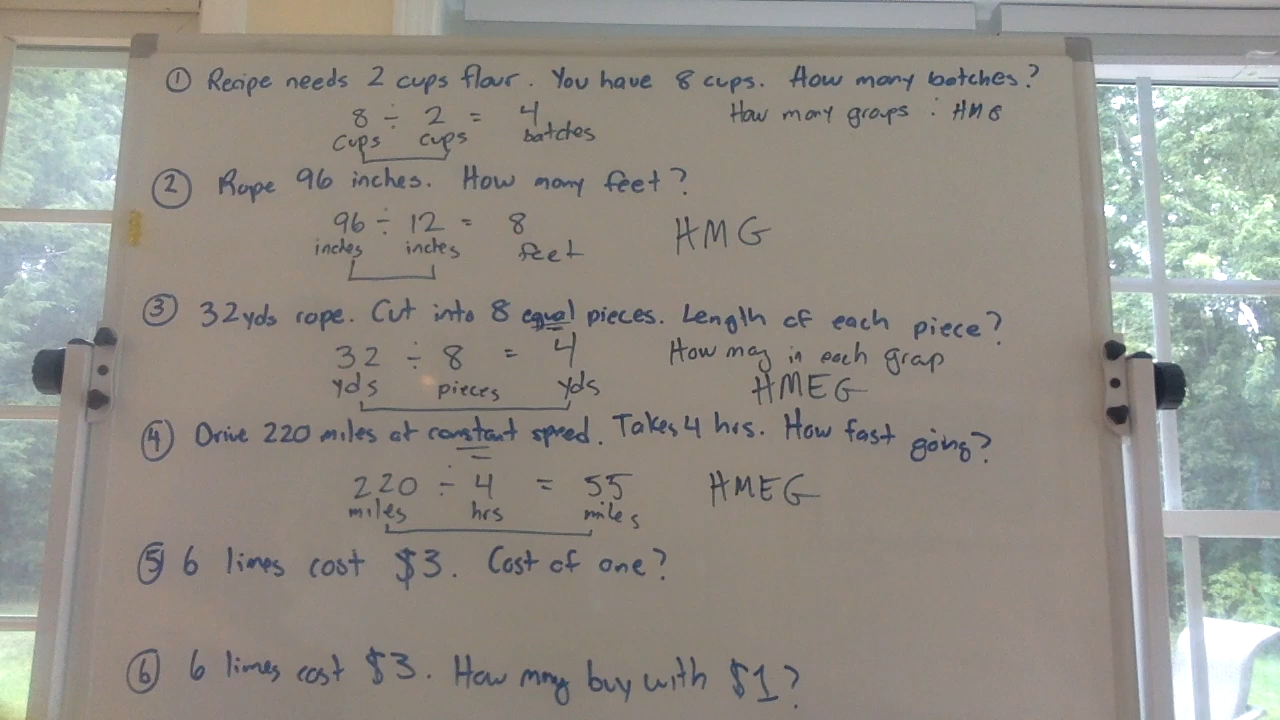 ① Recipe needs 2 cups flour. You have 8 cups. How many batches?
8 ÷ 2 = 4 How many groups : HMG
cups cups batches
② Rope 96 inches. How many feet?
96 ÷ 12 = 8 HMG
inches inches feet
③ 32yds rope. Cut into 8 equal pieces. Length of each piece?
32 ÷ 8 = 4 How may in each grap
yds pieces yds HMEG
④ Drive 220 miles at constant speed. Takes 4 hrs. How fast going?
220 ÷ 4 = 55 HMEG
miles hrs miles
⑤ 6 limes cost $3. Cost of one?
⑥ 6 limes cost $3. How many buy with $1?